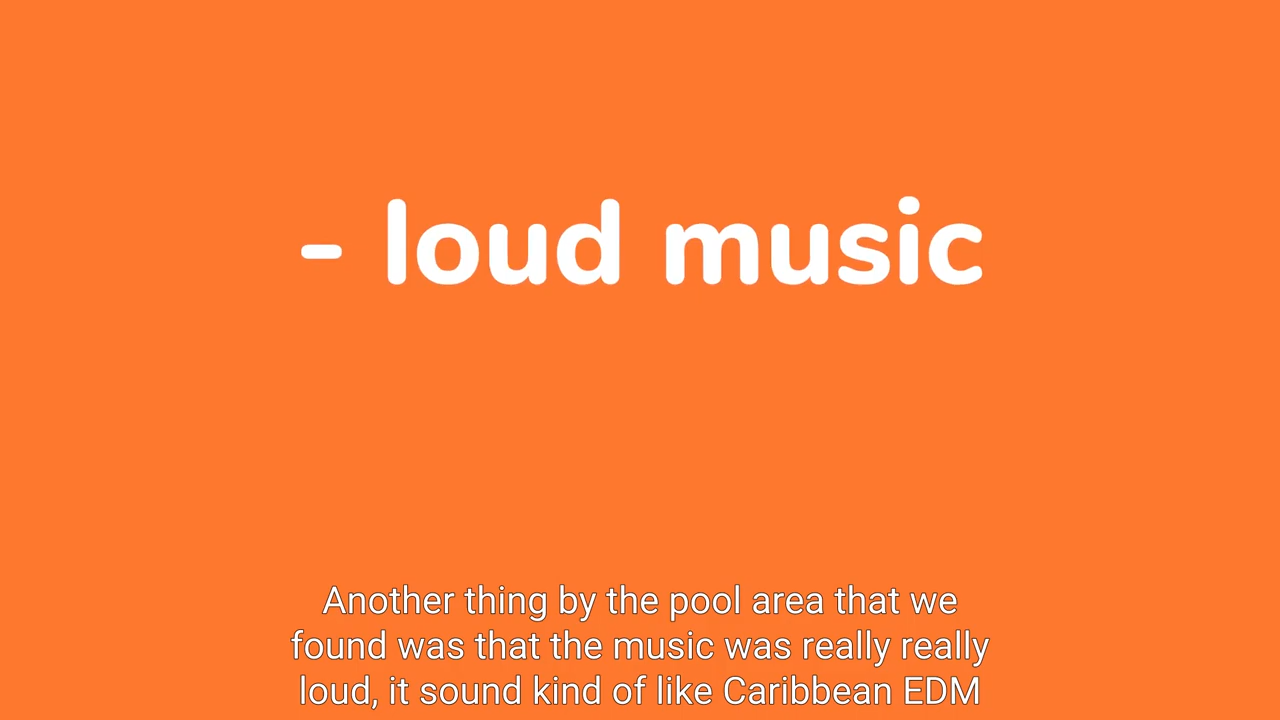 - loud music
Another thing by the pool area that we
found was that the music was really really
loud, it sound kind of like Caribbean EDM